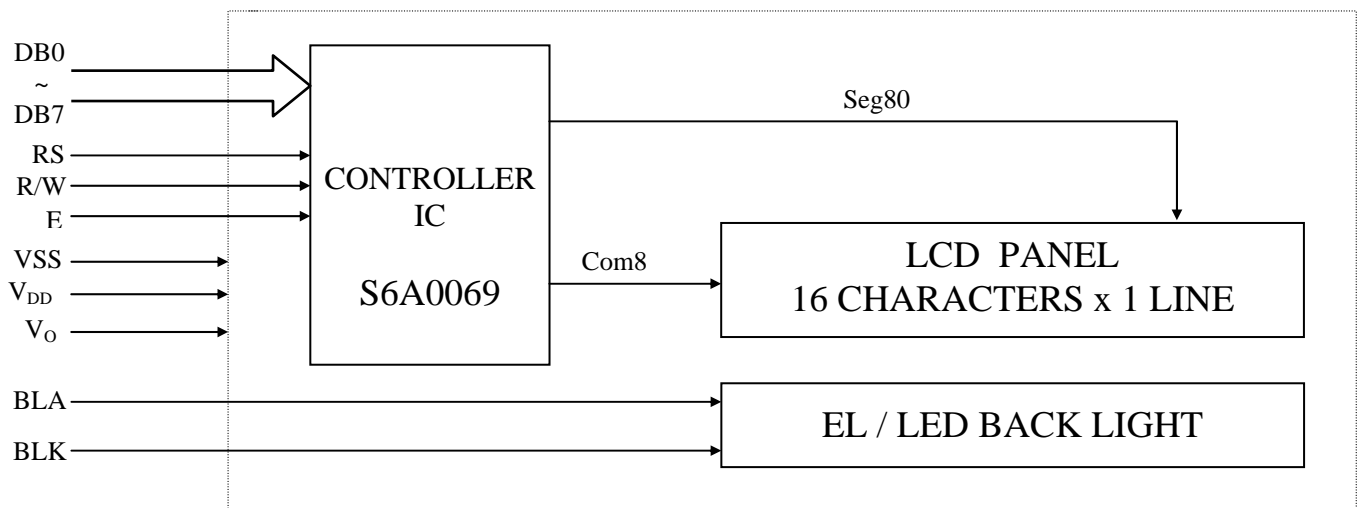 DB0
~
DB7
RS
R/W
E
VSS
VDD
VO
BLA
BLK
CONTROLLER
IC
S6A0069
Seg80
Com8
LCD PANEL
16 CHARACTERS x 1 LINE
EL / LED BACK LIGHT